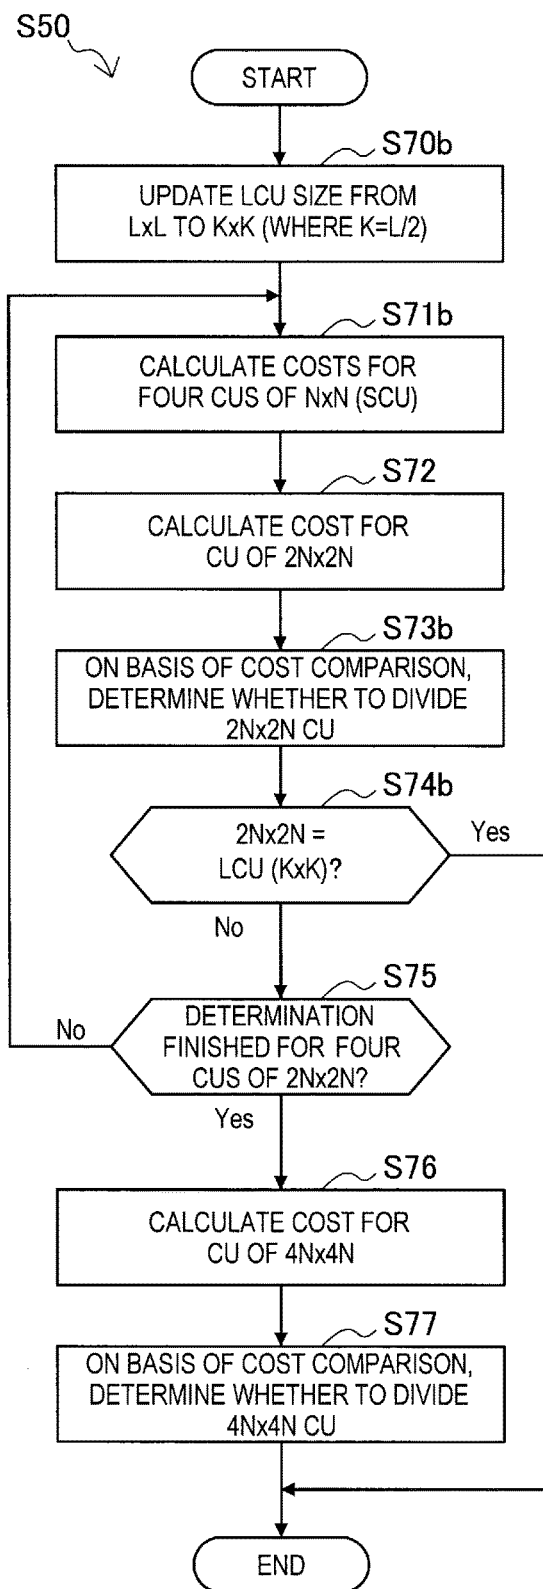 S50
START
S70b
UPDATE LCU SIZE FROM
LxL TO KxK (WHERE K=L/2)
S71b
CALCULATE COSTS FOR
FOUR CUS OF NxN (SCU)
S72
CALCULATE COST FOR
CU OF 2Nx2N
S73b
ON BASIS OF COST COMPARISON,
DETERMINE WHETHER TO DIVIDE
2Nx2N CU
S74b
2Nx2N =
LCU (KxK)?
Yes
No
S75
DETERMINATION
FINISHED FOR FOUR
CUS OF 2Nx2N?
No
Yes
S76
CALCULATE COST FOR
CU OF 4Nx4N
S77
ON BASIS OF COST COMPARISON,
DETERMINE WHETHER TO DIVIDE
4Nx4N CU
END